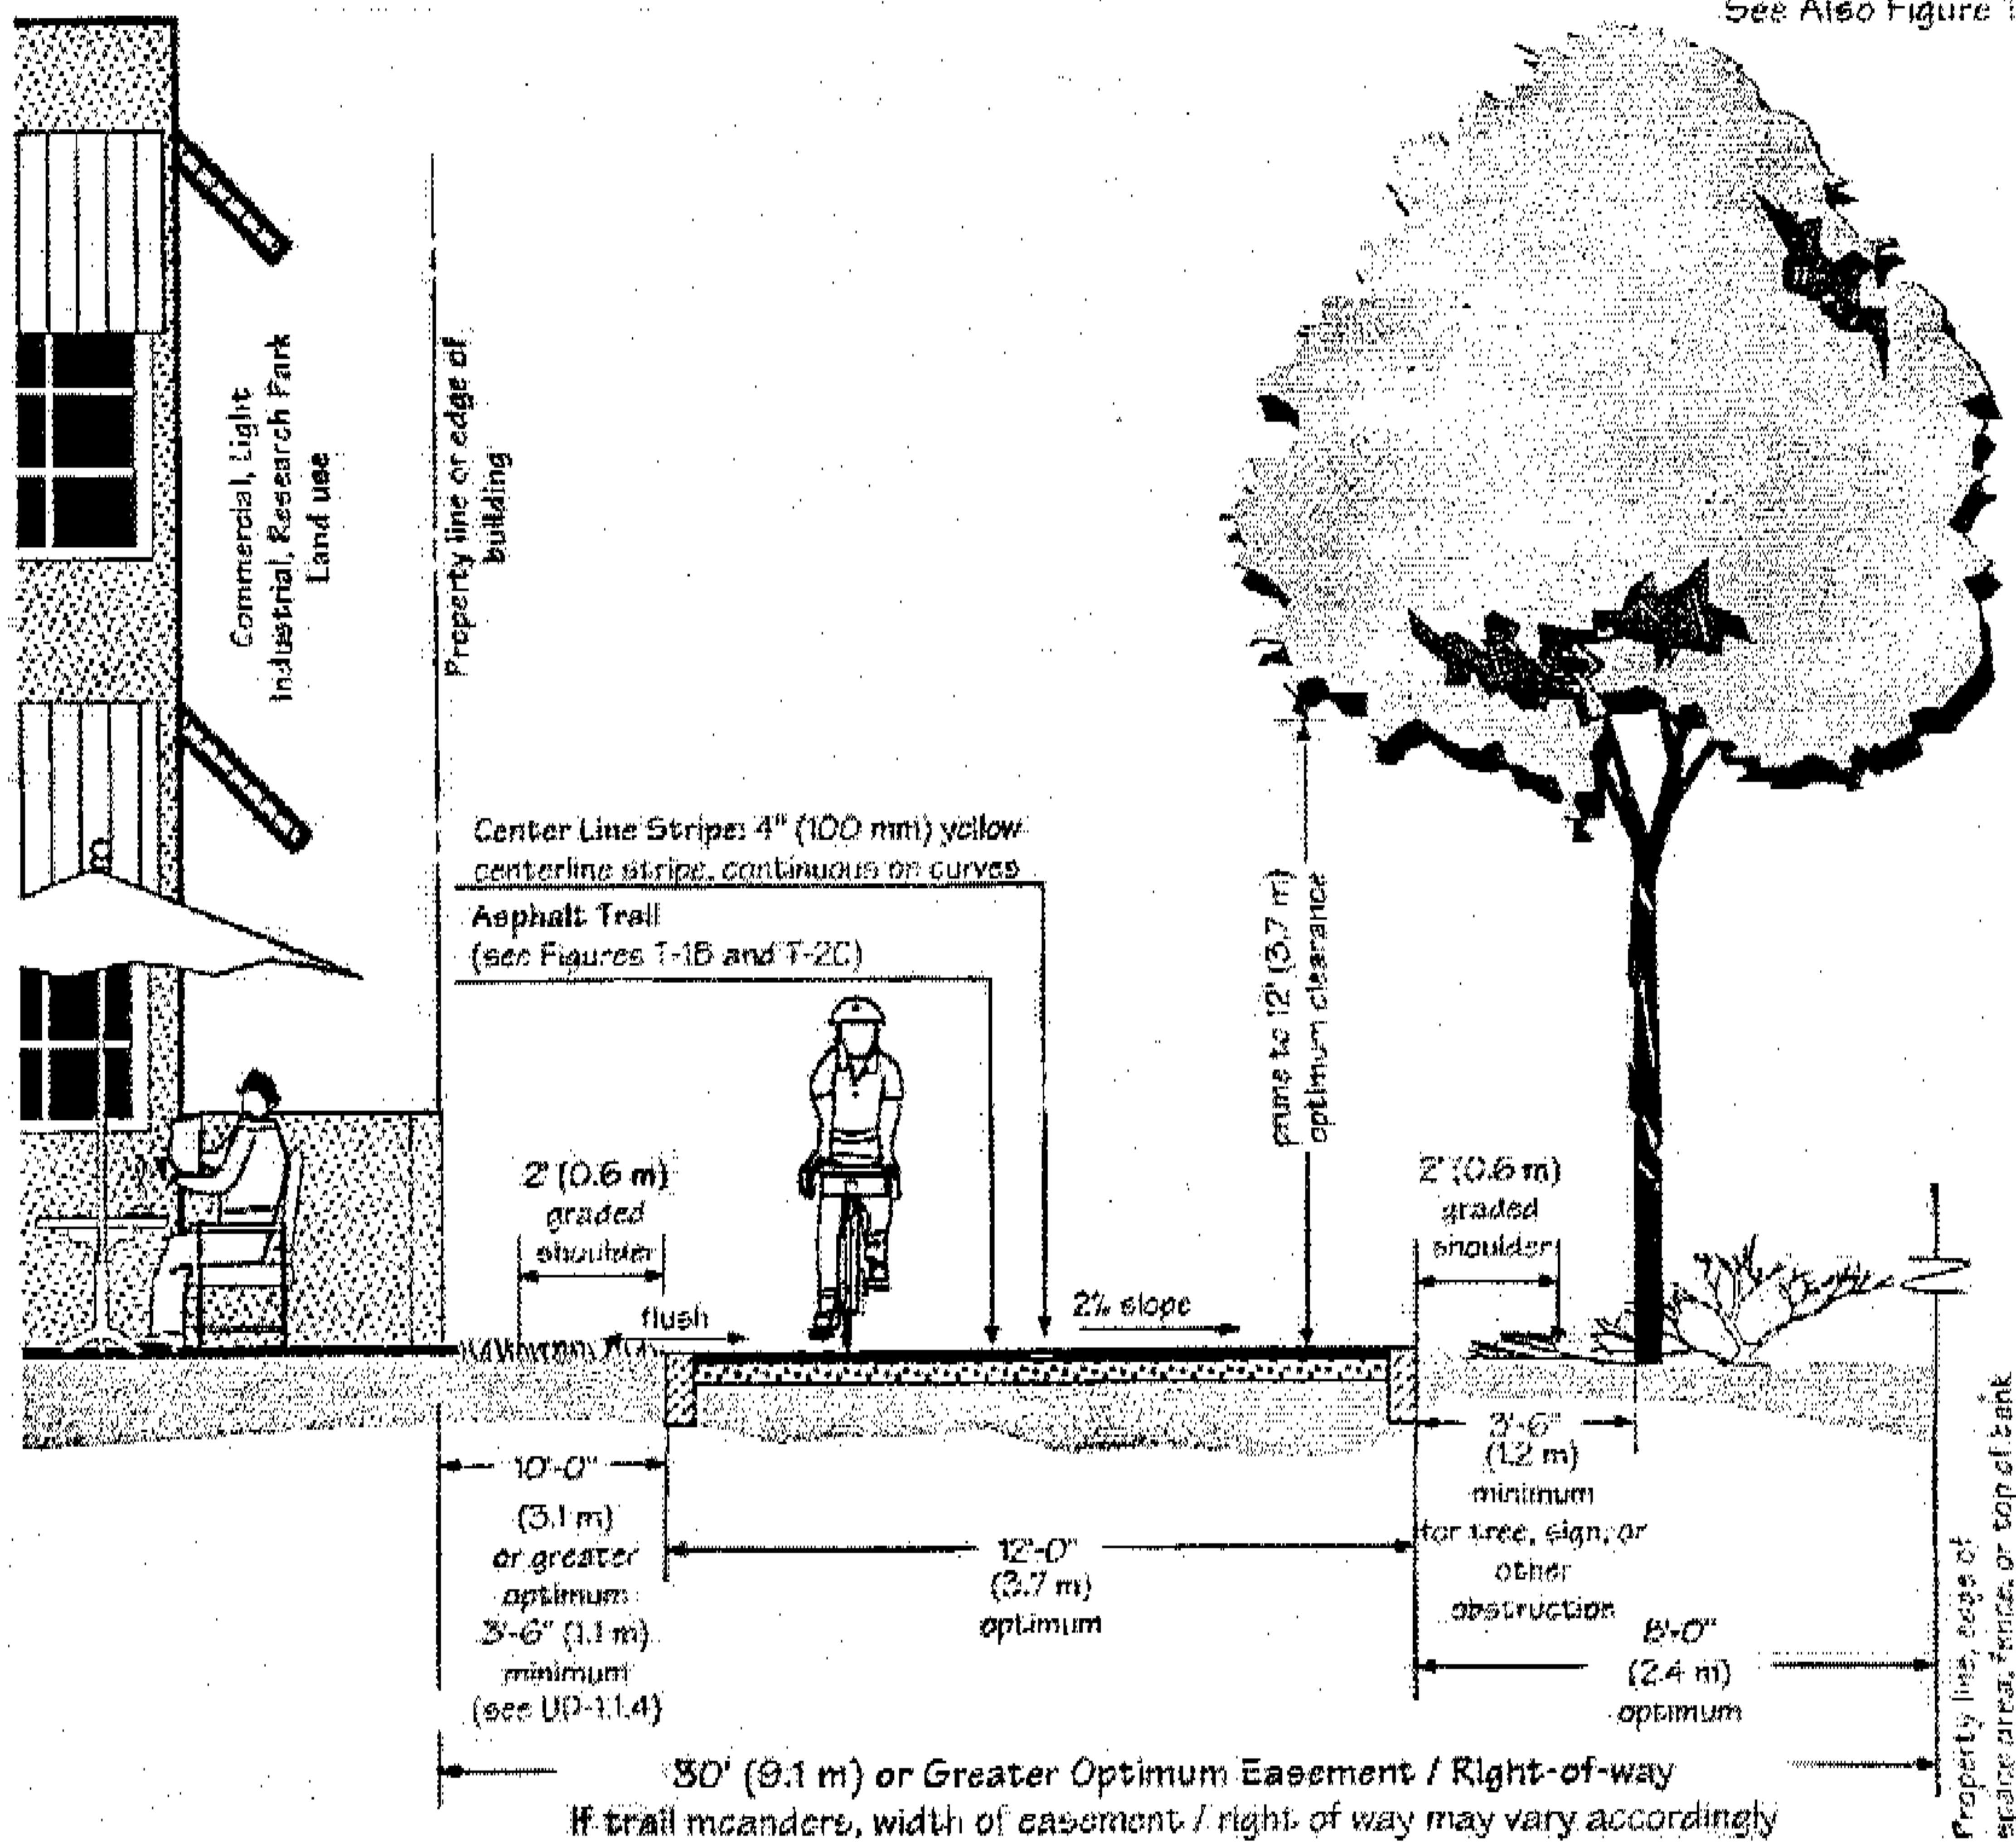 See Also Figure
Commercial, Light
Industrial, Research Park
Land use
Property line or edge of
building
Center Line Stripe: 4" (100 mm) yellow
centerline stripe, continuous on curves
Asphalt Trail
(see Figures T-1B and T-2C)
prune to 12' (3.7 m)
optimum clearance
2' (0.6 m)
graded
shoulder
2' (0.6 m)
graded
shoulder
flush
2% slope
10'-0"
(3.1 m)
or greater
optimum
3'-6" (1.1 m)
minimum
(see UD-1.1.4)
12'-0"
(3.7 m)
optimum
3'-6"
(1.2 m)
minimum
for tree, sign, or
other
obstruction
8'-0"
(2.4 m)
optimum
Property line, edge of
space area, fence, or top of bank
30' (9.1 m) or Greater Optimum Easement / Right-of-way
If trail meanders, width of easement / right of way may vary accordingly